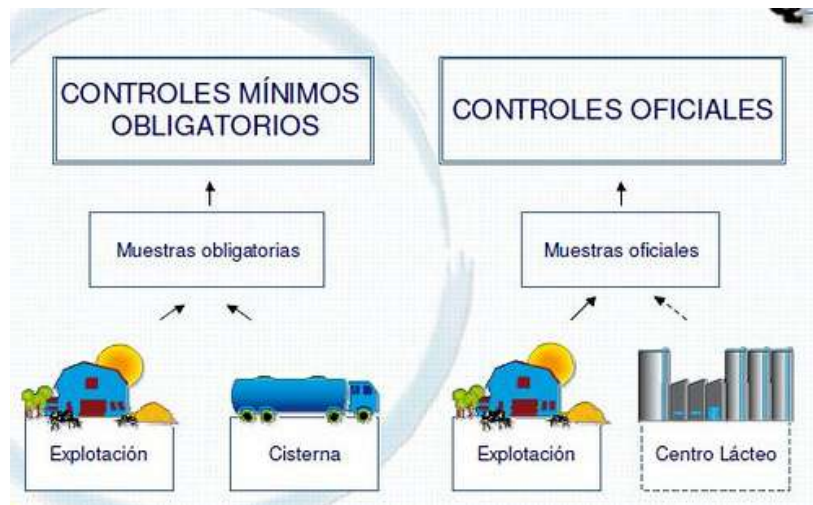 CONTROLES MÍNIMOS
OBLIGATORIOS
CONTROLES OFICIALES
Muestras obligatorias
Muestras oficiales
Explotación
Cisterna
Explotación
Centro Lácteo